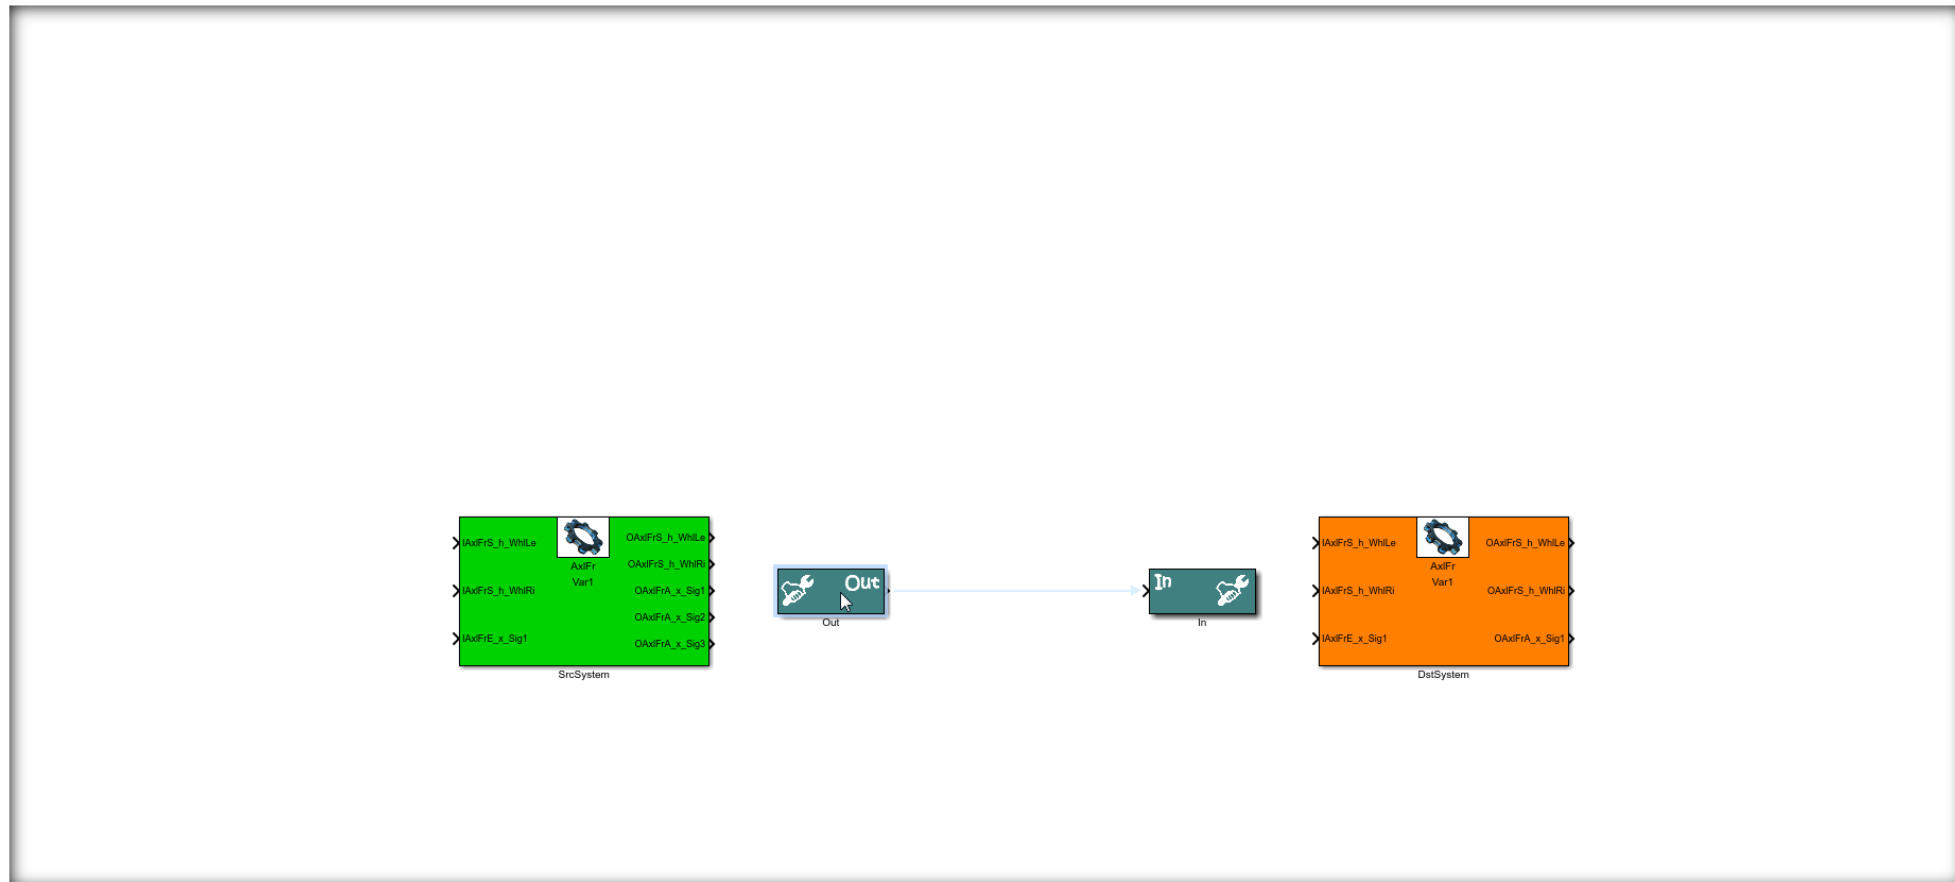 IAxlFrS_h_WhlLe
IAxlFrS_h_WhlRi
IAxlFrE_x_Sig1
AxlFr
Var1
OAxlFrS_h_WhlLe
OAxlFrS_h_WhlRi
OAxlFrA_x_Sig1
OAxlFrA_x_Sig2
OAxlFrA_x_Sig3
SrcSystem
Out
Out
In
In
IAxlFrS_h_WhlLe
IAxlFrS_h_WhlRi
IAxlFrE_x_Sig1
AxlFr
Var1
OAxlFrS_h_WhlLe
OAxlFrS_h_WhlRi
OAxlFrA_x_Sig1
DstSystem